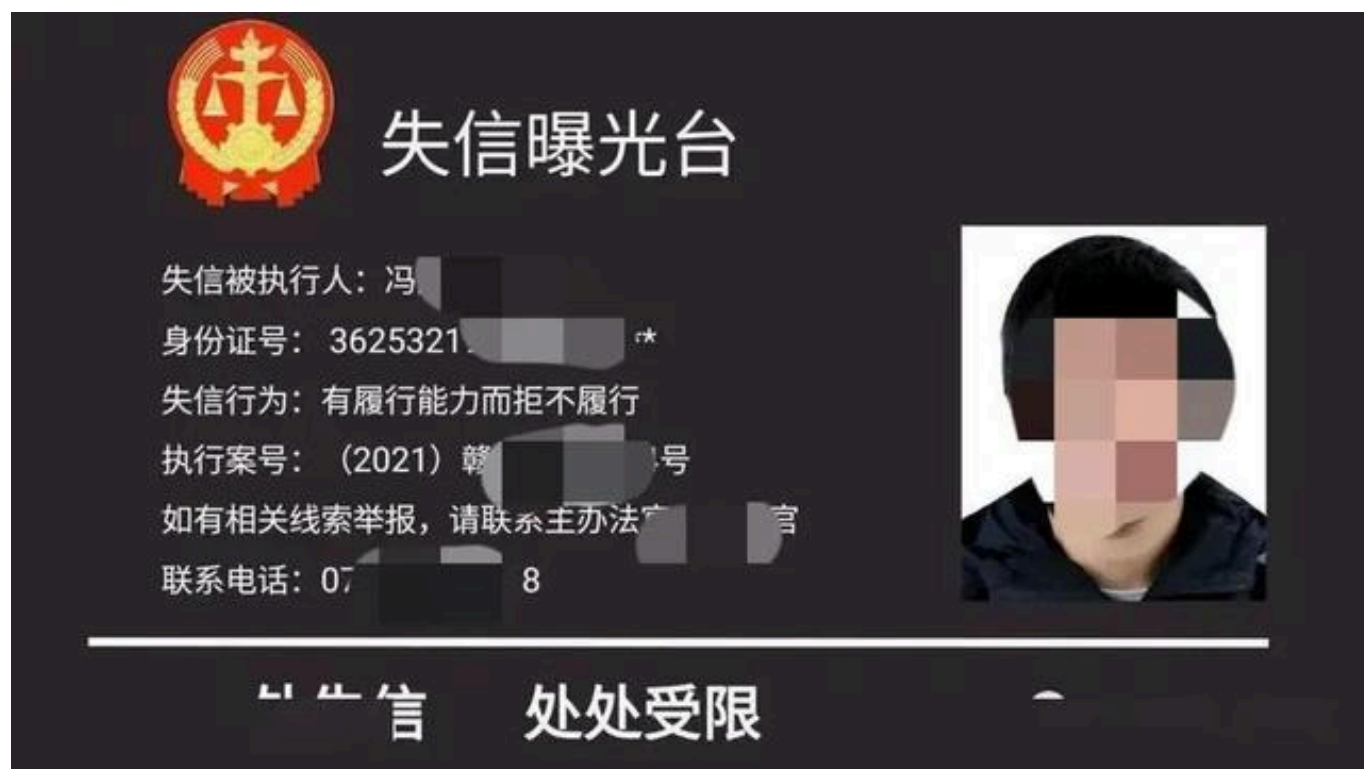 失信曝光台
失信被执行人：冯
身份证号： 3625321 *
失信行为：有履行能力而拒不履行
执行案号：（2021）赣 号
如有相关线索举报，请联系主办法官 官
联系电话：07 8
信 处处受限